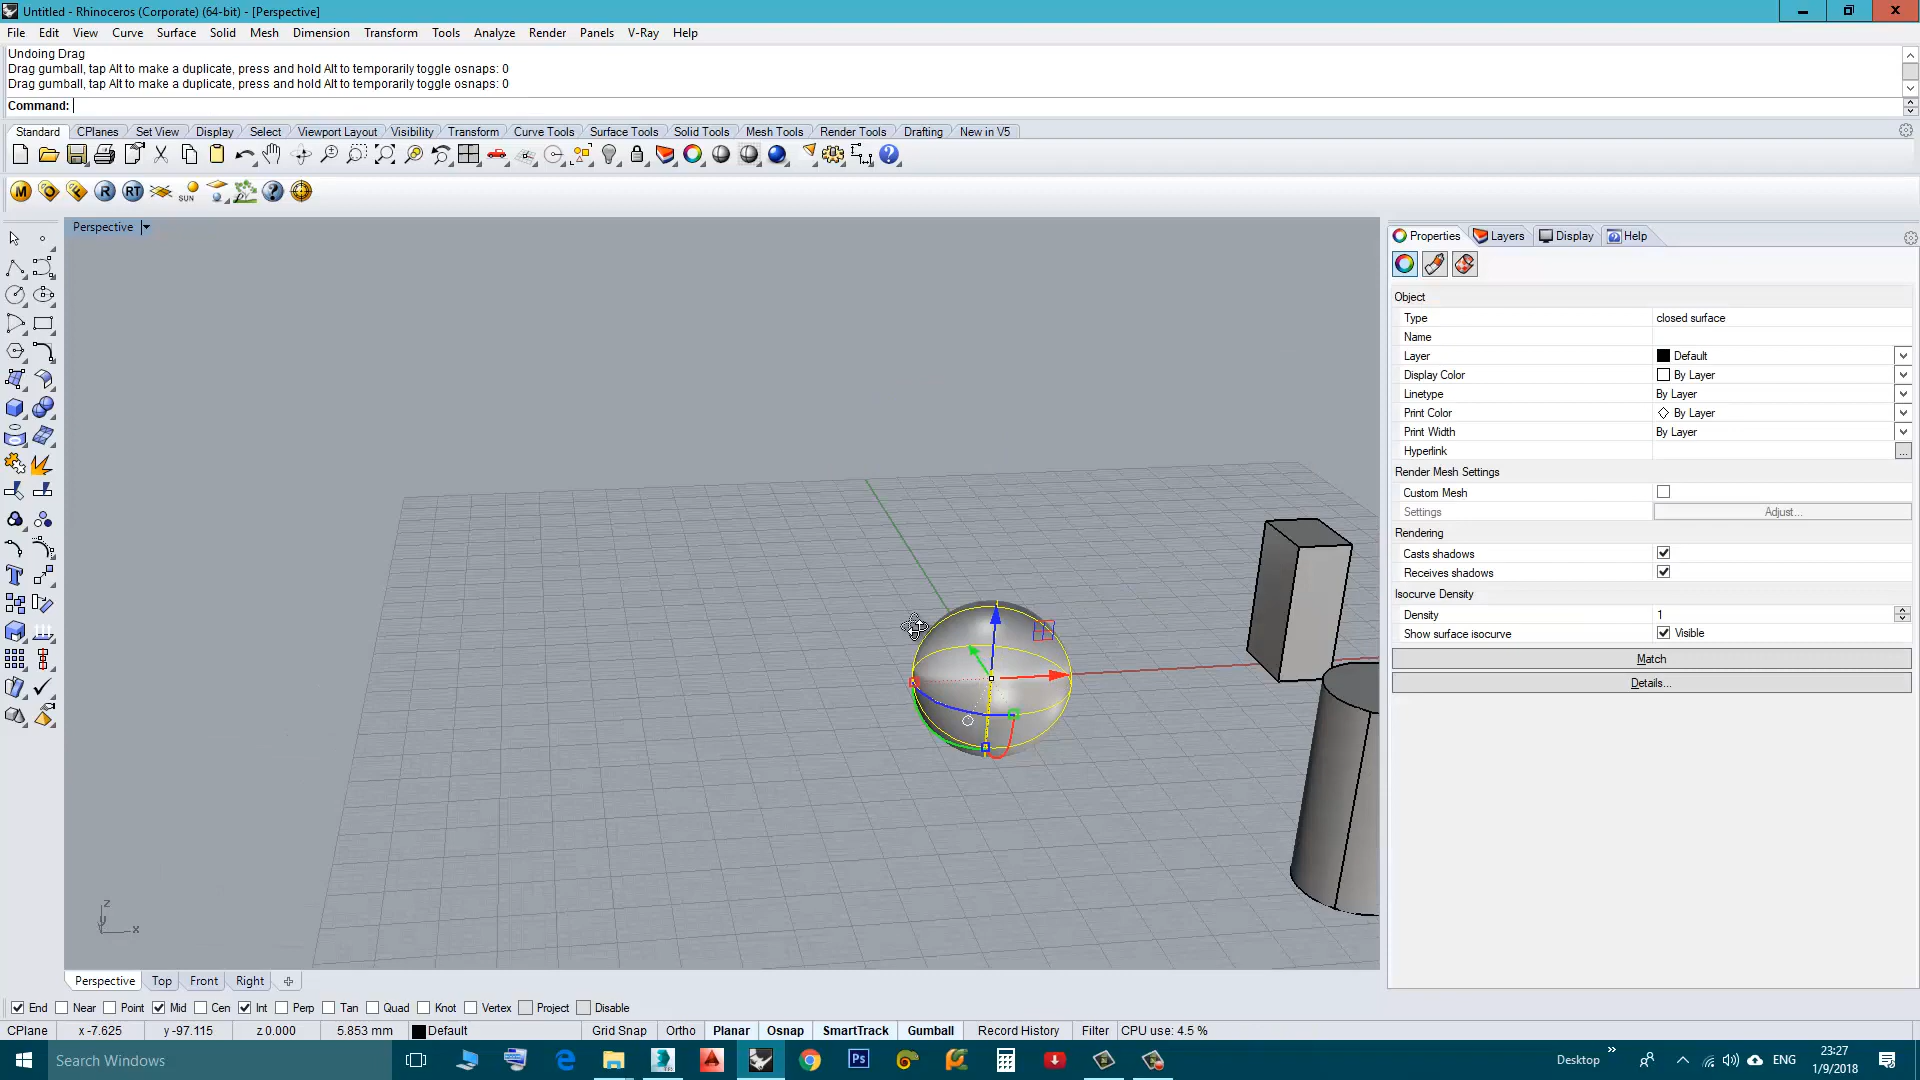 Untitled - Rhinoceros (Corporate) (64-bit) - [Perspective]
File Edit View Curve Surface Solid Mesh Dimension Transform Tools Analyze Render Panels V-Ray Help
Undoing Drag
Drag gumball, tap Alt to make a duplicate, press and hold Alt to temporarily toggle osnaps: 0
Drag gumball, tap Alt to make a duplicate, press and hold Alt to temporarily toggle osnaps: 0
Command:
Standard CPlanes Set View Display Select Viewport Layout Visibility Transform Curve Tools Surface Tools Solid Tools Mesh Tools Render Tools Drafting New in V5
M O F R RT SUN
Perspective
Properties Layers Display Help
Object
Type closed surface
Name
Layer Default
Display Color By Layer
Linetype By Layer
Print Color By Layer
Print Width By Layer
Hyperlink ...
Render Mesh Settings
Custom Mesh
Settings Adjust...
Rendering
Casts shadows
Receives shadows
Isocurve Density
Density 1
Show surface isocurve Visible
Match
Details...
z
y
x
Perspective Top Front Right
End Near Point Mid Cen Int Perp Tan Quad Knot Vertex Project Disable
CPlane x -7.625 y -97.115 z 0.000 5.853 mm Default Grid Snap Ortho Planar Osnap SmartTrack Gumball Record History Filter CPU use: 4.5 %
Search Windows
Ps
Desktop » ENG
23:27
1/9/2018